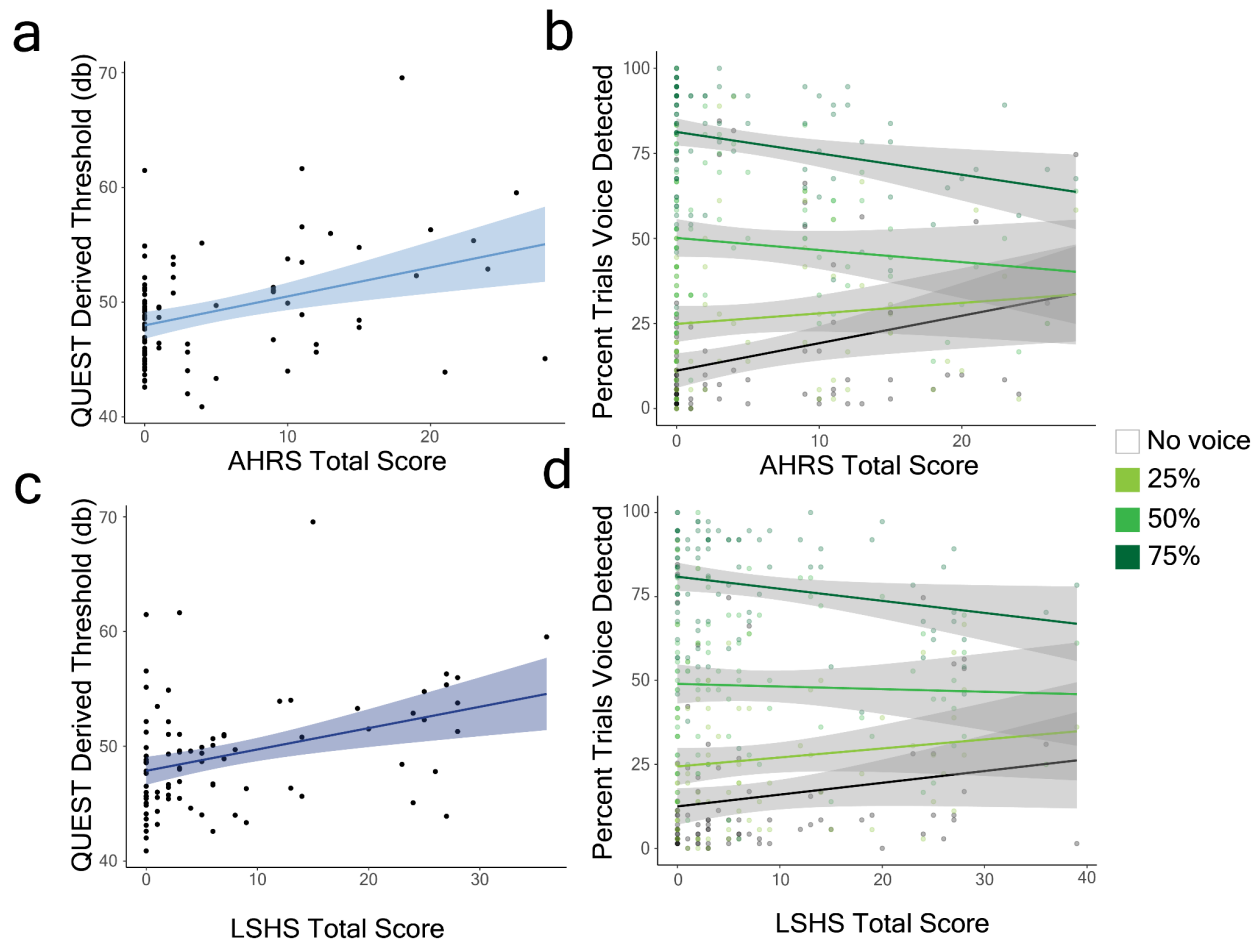 a
QUEST Derived Threshold (db)
70
60
50
40
0
10
20
AHRS Total Score
b
Percent Trials Voice Detected
100
75
50
25
0
0
10
20
AHRS Total Score
c
QUEST Derived Threshold (db)
70
60
50
40
0
10
20
30
LSHS Total Score
d
Percent Trials Voice Detected
100
75
50
25
0
0
10
20
30
40
LSHS Total Score
No voice
25%
50%
75%